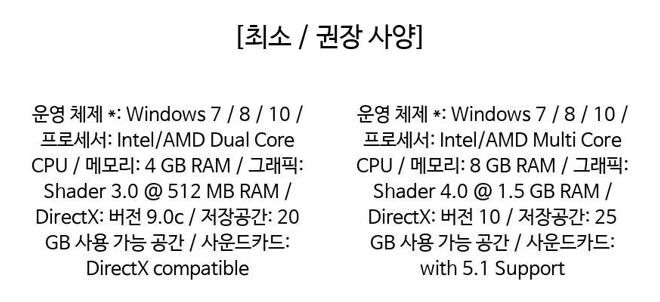 [최소 / 권장 사양]
운영 체제 *: Windows 7 / 8 / 10 /
프로세서: Intel/AMD Dual Core
CPU / 메모리: 4 GB RAM / 그래픽:
Shader 3.0 @ 512 MB RAM /
DirectX: 버전 9.0c / 저장공간: 20
GB 사용 가능 공간 / 사운드카드:
DirectX compatible
운영 체제 *: Windows 7 / 8 / 10 /
프로세서: Intel/AMD Multi Core
CPU / 메모리: 8 GB RAM / 그래픽:
Shader 4.0 @ 1.5 GB RAM /
DirectX: 버전 10 / 저장공간: 25
GB 사용 가능 공간 / 사운드카드:
with 5.1 Support